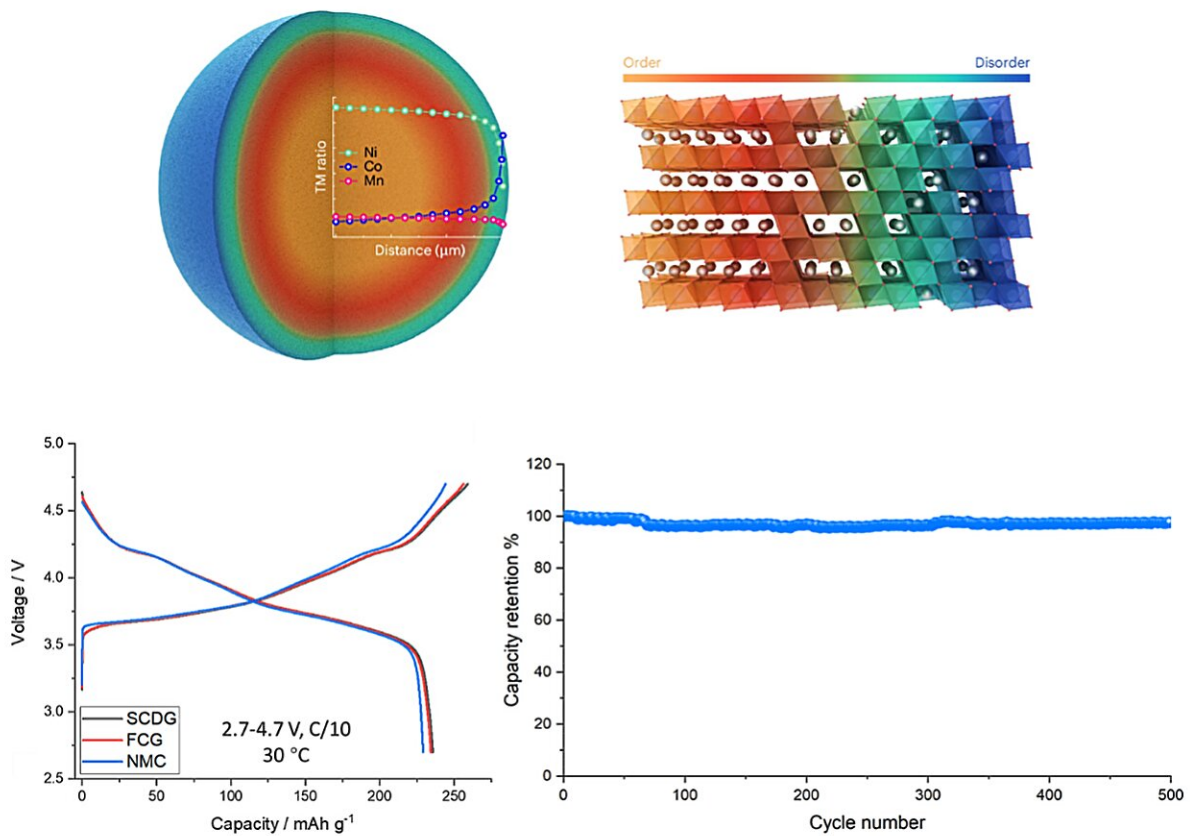 TM ratio
Ni
Co
Mn
Distance (μm)
Order
Disorder
5.0
4.5
4.0
3.5
3.0
2.5
Voltage / V
SCDG
FCG
NMC
2.7-4.7 V, C/10
30 °C
0
50
100
150
200
250
Capacity / mAh g⁻¹
120
100
80
60
40
20
0
Capacity retention %
0
100
200
300
400
500
Cycle number